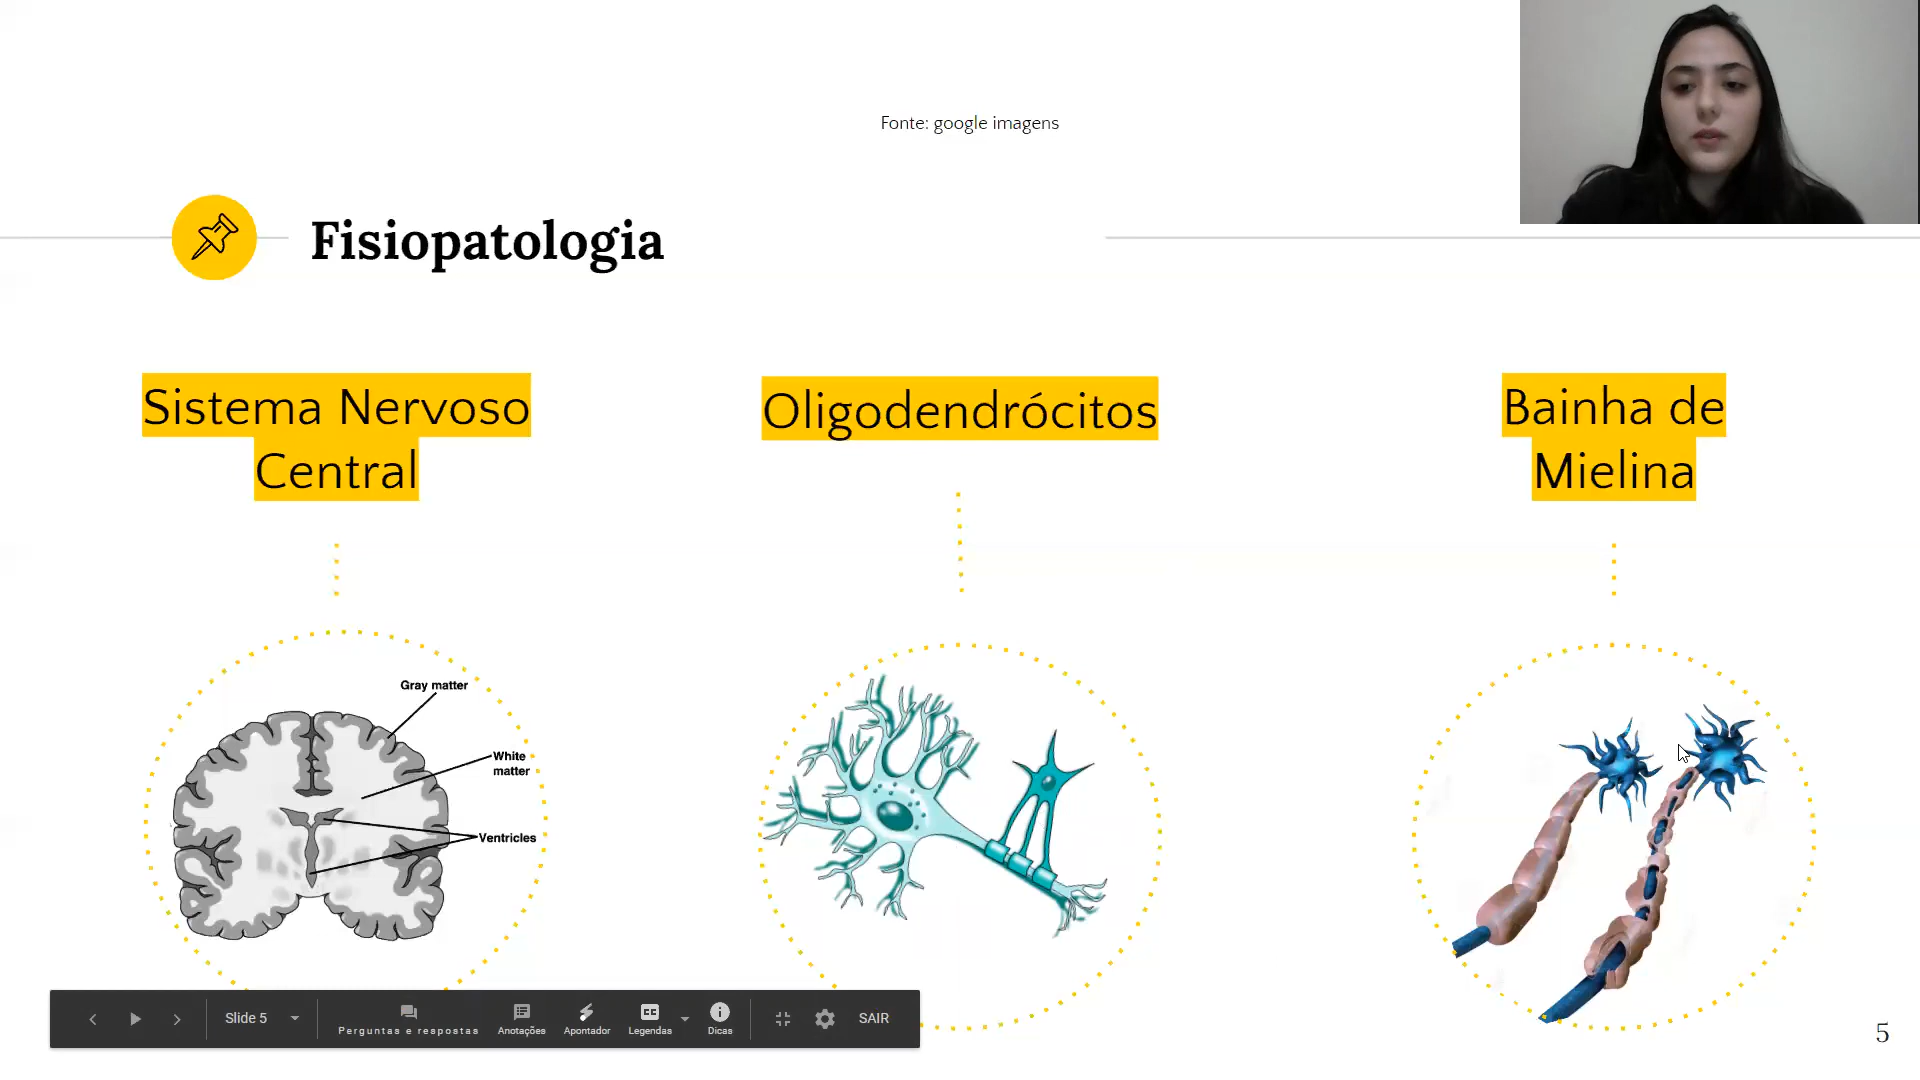 Fonte: google imagens
Fisiopatologia
Sistema Nervoso
Central
Oligodendrócitos
Bainha de
Mielina
Gray matter
White
matter
Ventricles
Slide 5
Perguntas e respostas
Anotações
Apontador
Legendas
Dicas
SAIR
5